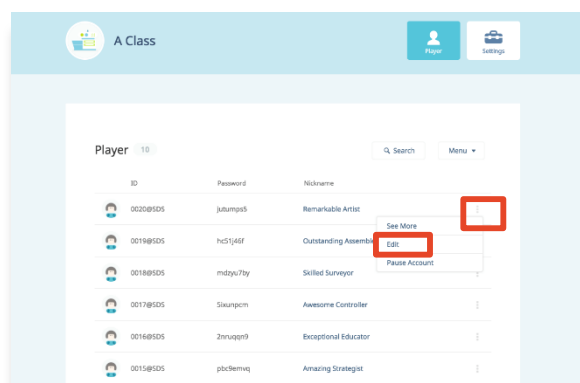 A Class
Player
Settings
Player 10
Search
Menu
ID Password Nickname
0020@SDS jutumps5 Remarkable Artist
See More
0019@SDS hc51j46f Outstanding Assemble
Edit
Pause Account
0018@SDS mdzyu7by Skilled Surveyor
0017@SDS 5ixunpcm Awesome Controller
0016@SDS 2nruqqn9 Exceptional Educator
0015@SDS pbc9emvq Amazing Strategist